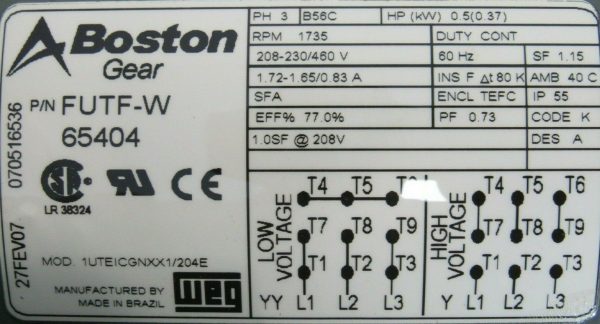 Boston
Gear
P/N FUTF-W
65404
070516536
27FEV07
LR 38324
MOD. 1UTEICGNXX1/204E
MANUFACTURED BY
MADE IN BRAZIL
WEG
PH 3 B56C HP (kW) 0.5(0.37)
RPM 1735 DUTY CONT
208-230/460 V 60 Hz SF 1.15
1.72-1.65/0.83 A INS F Δt 80 K AMB 40 C
SFA ENCL TEFC IP 55
EFF% 77.0% PF 0.73 CODE K
1.0SF @ 208V DES A
LOW VOLTAGE
T4 T5 T6
T7 T8 T9
T1 T2 T3
YY L1 L2 L3
HIGH VOLTAGE
T4 T5 T6
T7 T8 T9
T1 T2 T3
Y L1 L2 L3